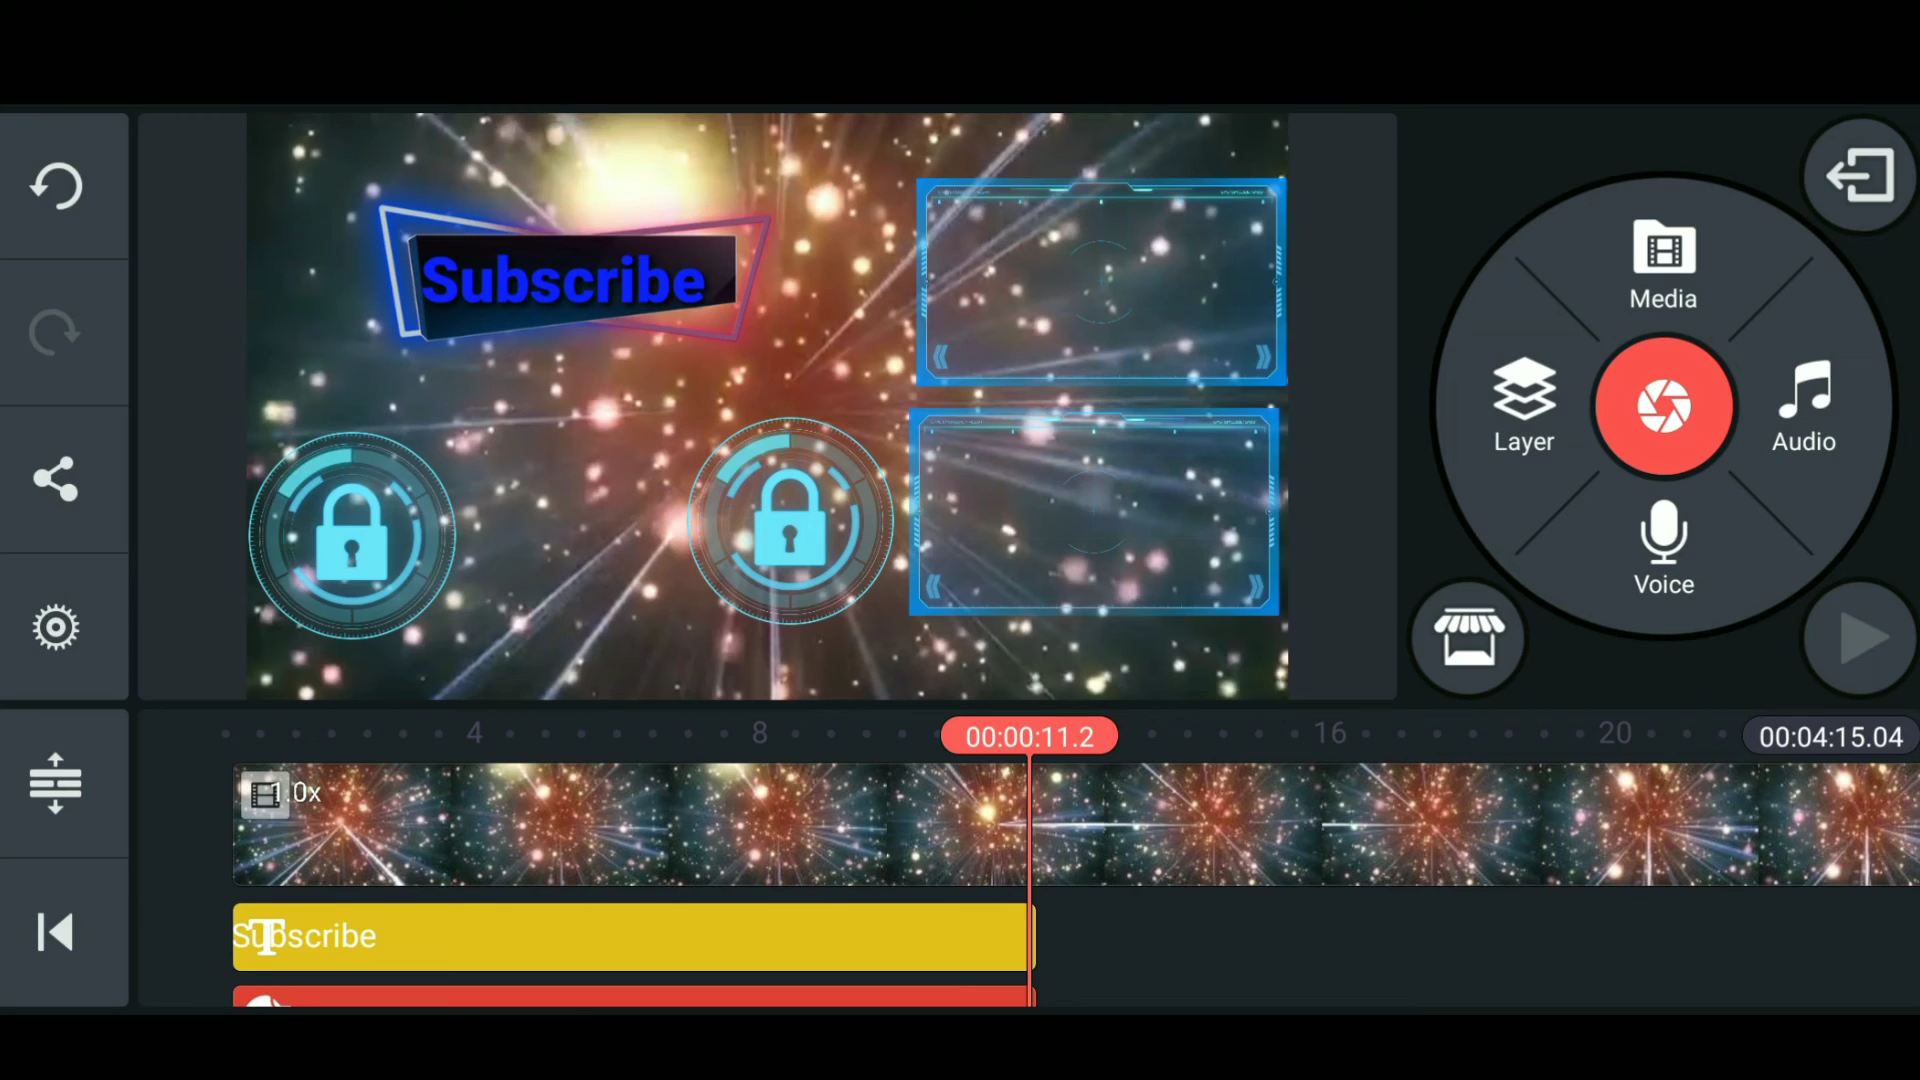 Subscribe
Media
Layer
Audio
Voice
4
8
00:00:11.2
16
20
00:04:15.04
1.0x
Subscribe